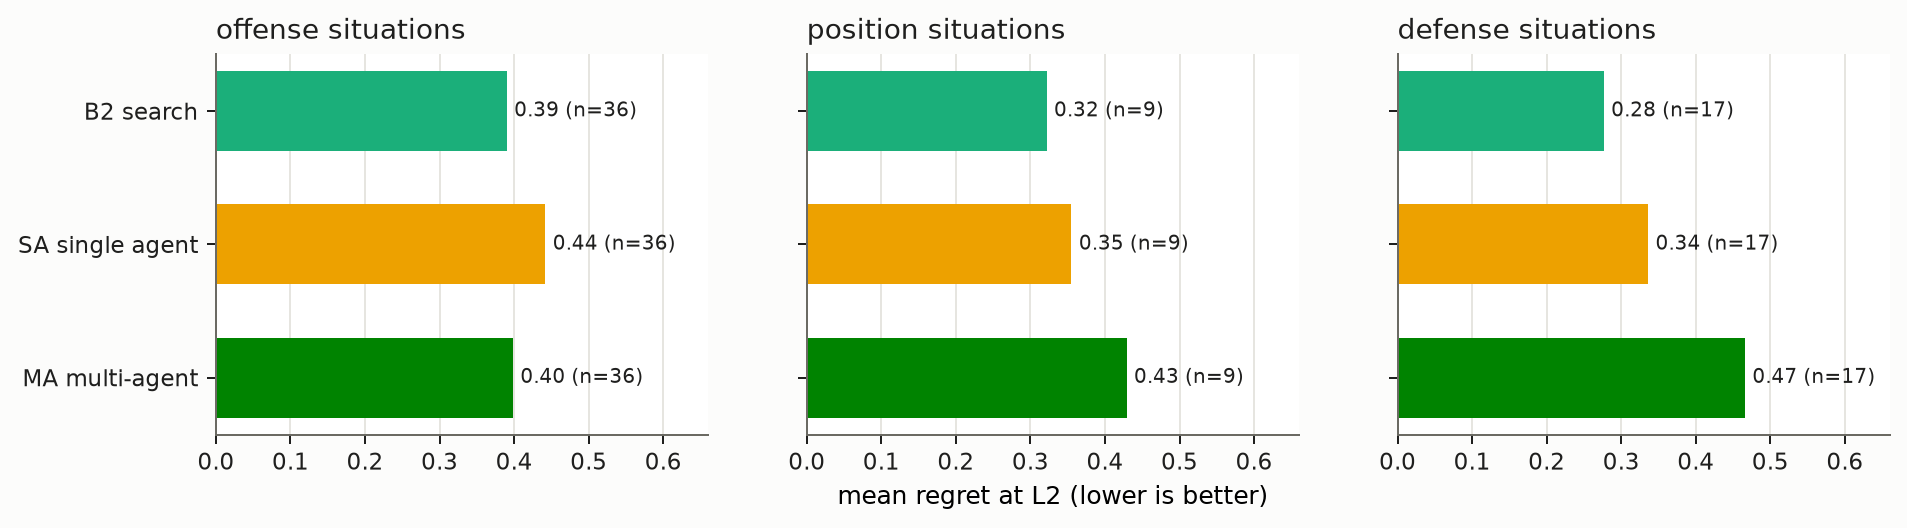 offense situations
position situations
defense situations
B2 search
0.39 (n=36)
0.32 (n=9)
0.28 (n=17)
SA single agent
0.44 (n=36)
0.35 (n=9)
0.34 (n=17)
MA multi-agent
0.40 (n=36)
0.43 (n=9)
0.47 (n=17)
0.0 0.1 0.2 0.3 0.4 0.5 0.6
0.0 0.1 0.2 0.3 0.4 0.5 0.6
0.0 0.1 0.2 0.3 0.4 0.5 0.6
mean regret at L2 (lower is better)